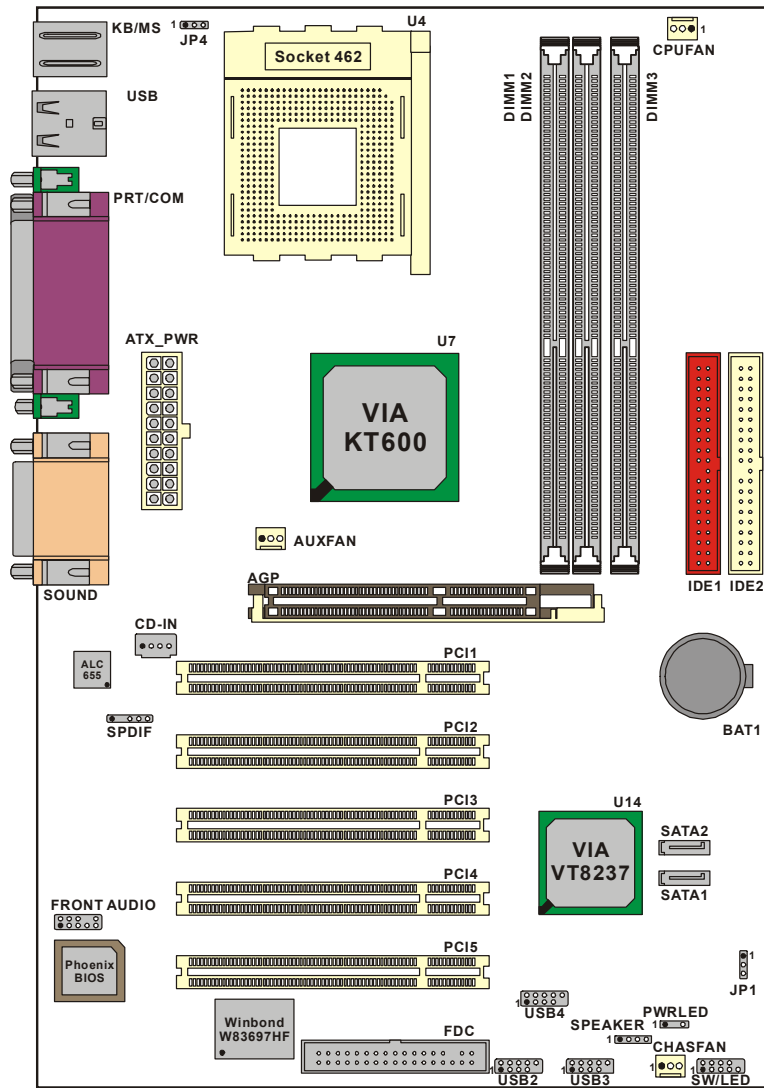 KB/MS
1
JP4
U4
1
CPUFAN
Socket 462
DIMM1
DIMM2
DIMM3
USB
PRT/COM
ATX_PWR
U7
VIA
KT600
AUXFAN
IDE1
IDE2
AGP
SOUND
CD-IN
ALC
655
PCI1
SPDIF
PCI2
BAT1
PCI3
U14
VIA
VT8237
SATA2
SATA1
PCI4
FRONT AUDIO
1
Phoenix
BIOS
PCI5
1
JP1
Winbond
W83697HF
1
USB4
PWRLED
1
SPEAKER
1
FDC
CHASFAN
1
1
USB2
1
USB3
1
SW/LED